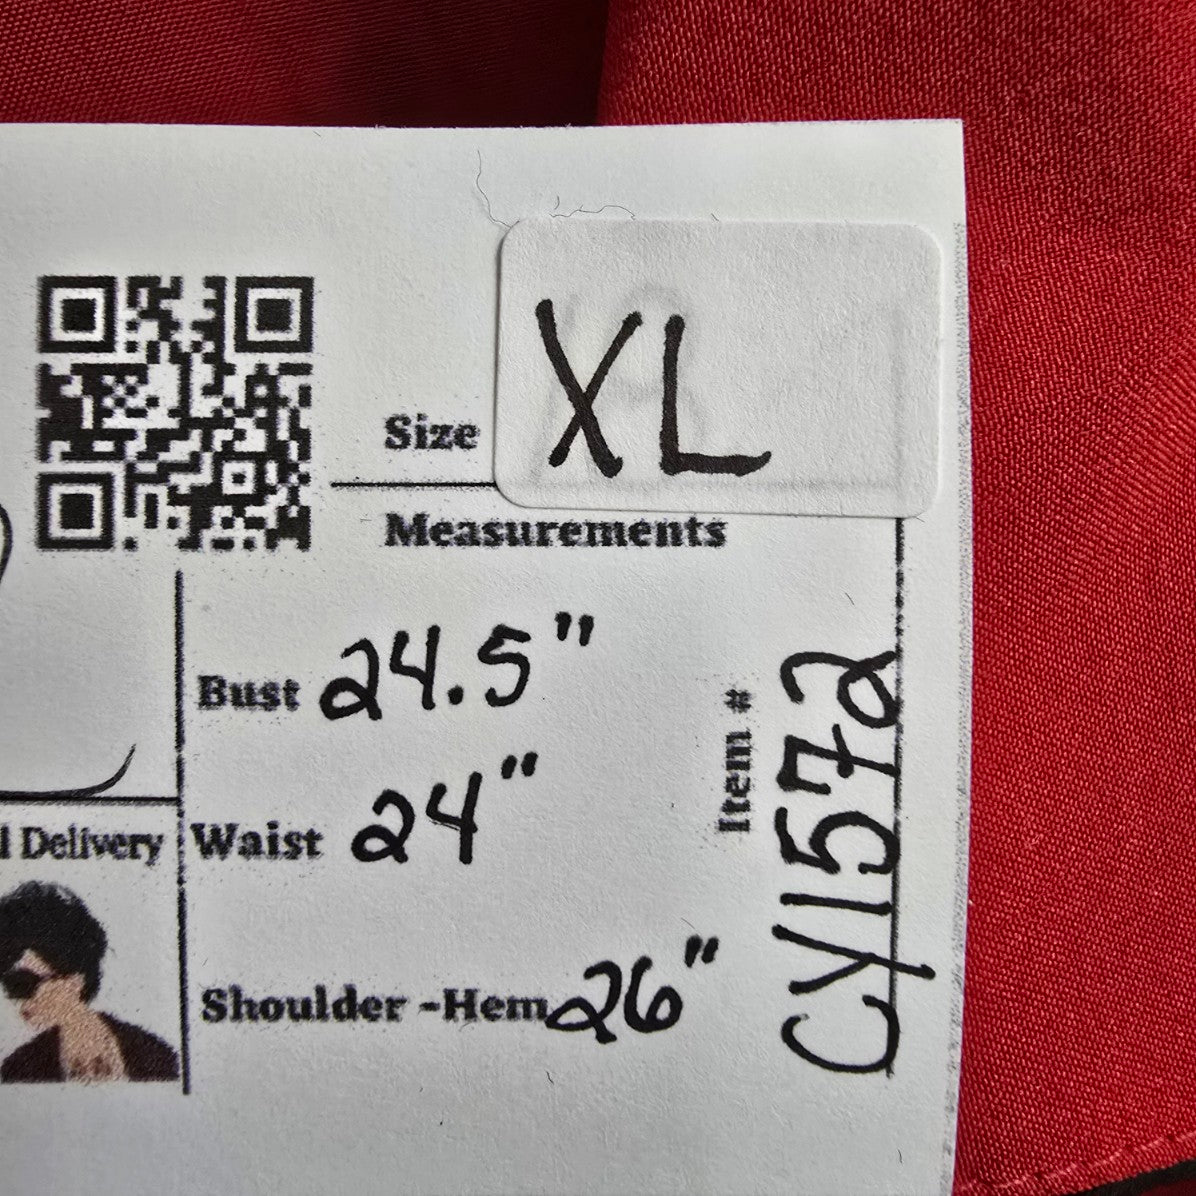 Size XL
Measurements
Bust 24.5"
Waist 24"
Shoulder -Hem 26"
Item #
CY1572
l Delivery